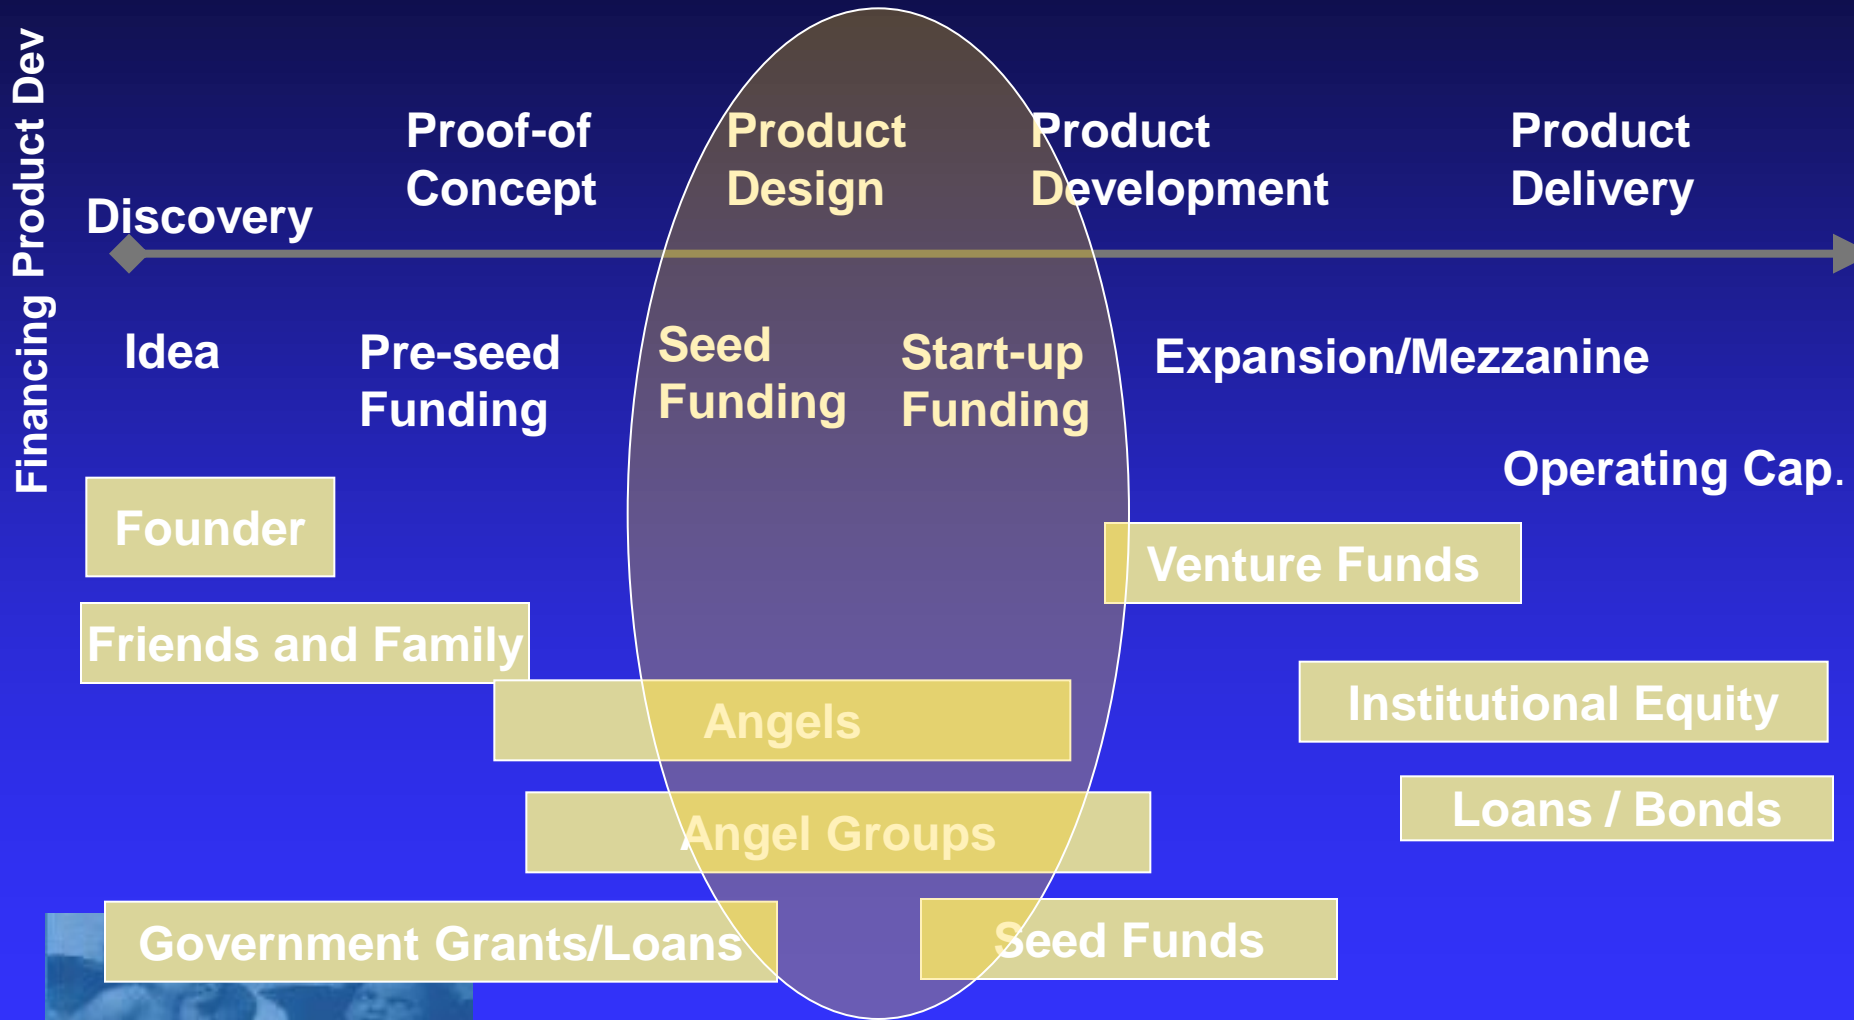 Financing Product Dev
Discovery
Proof-of
Concept
Product
Design
Product
Development
Product
Delivery
Idea
Pre-seed
Funding
Seed
Funding
Start-up
Funding
Expansion/Mezzanine
Operating Cap.
Founder
Venture Funds
Friends and Family
Institutional Equity
Angels
Loans / Bonds
Angel Groups
Government Grants/Loans
Seed Funds